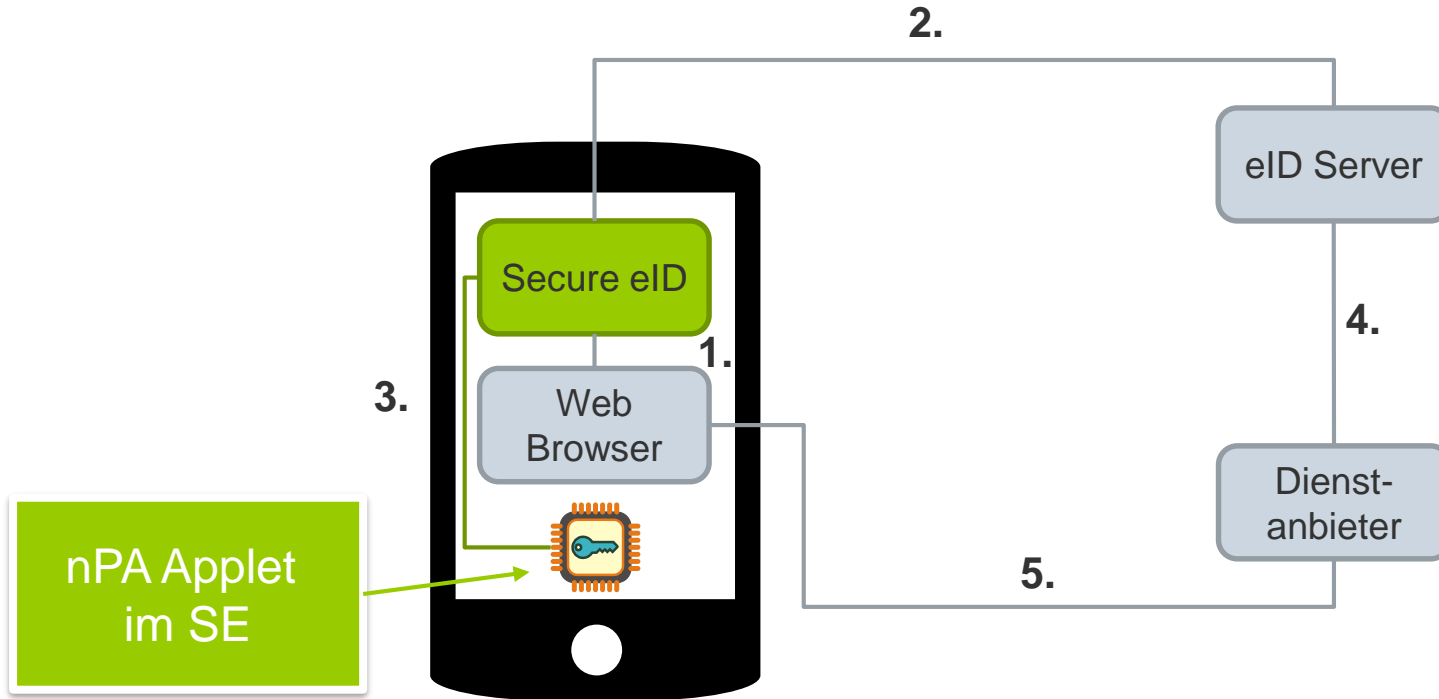 2.
eID Server
Secure eID
1.
4.
3.
Web
Browser
Dienst-
anbieter
nPA Applet
im SE
5.